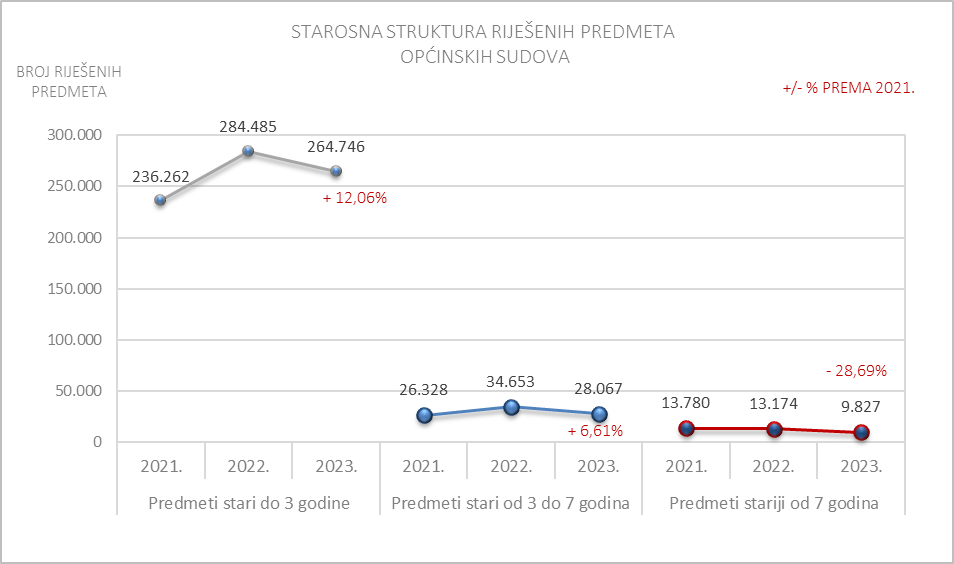 STAROSNA STRUKTURA RIJEŠENIH PREDMETA
OPĆINSKIH SUDOVA
BROJ RIJEŠENIH
PREDMETA
+/- % PREMA 2021.
300.000
250.000
200.000
150.000
100.000
50.000
0
236.262
284.485
264.746
+ 12,06%
26.328
34.653
28.067
+ 6,61%
13.780
13.174
9.827
- 28,69%
2021. 2022. 2023. 2021. 2022. 2023. 2021. 2022. 2023.
Predmeti stari do 3 godine Predmeti stari od 3 do 7 godina Predmeti stariji od 7 godina